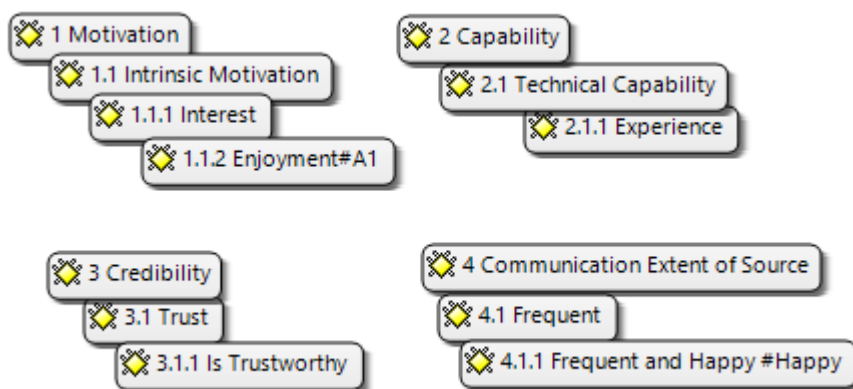 1 Motivation
1.1 Intrinsic Motivation
1.1.1 Interest
1.1.2 Enjoyment#A1
2 Capability
2.1 Technical Capability
2.1.1 Experience
3 Credibility
3.1 Trust
3.1.1 Is Trustworthy
4 Communication Extent of Source
4.1 Frequent
4.1.1 Frequent and Happy #Happy